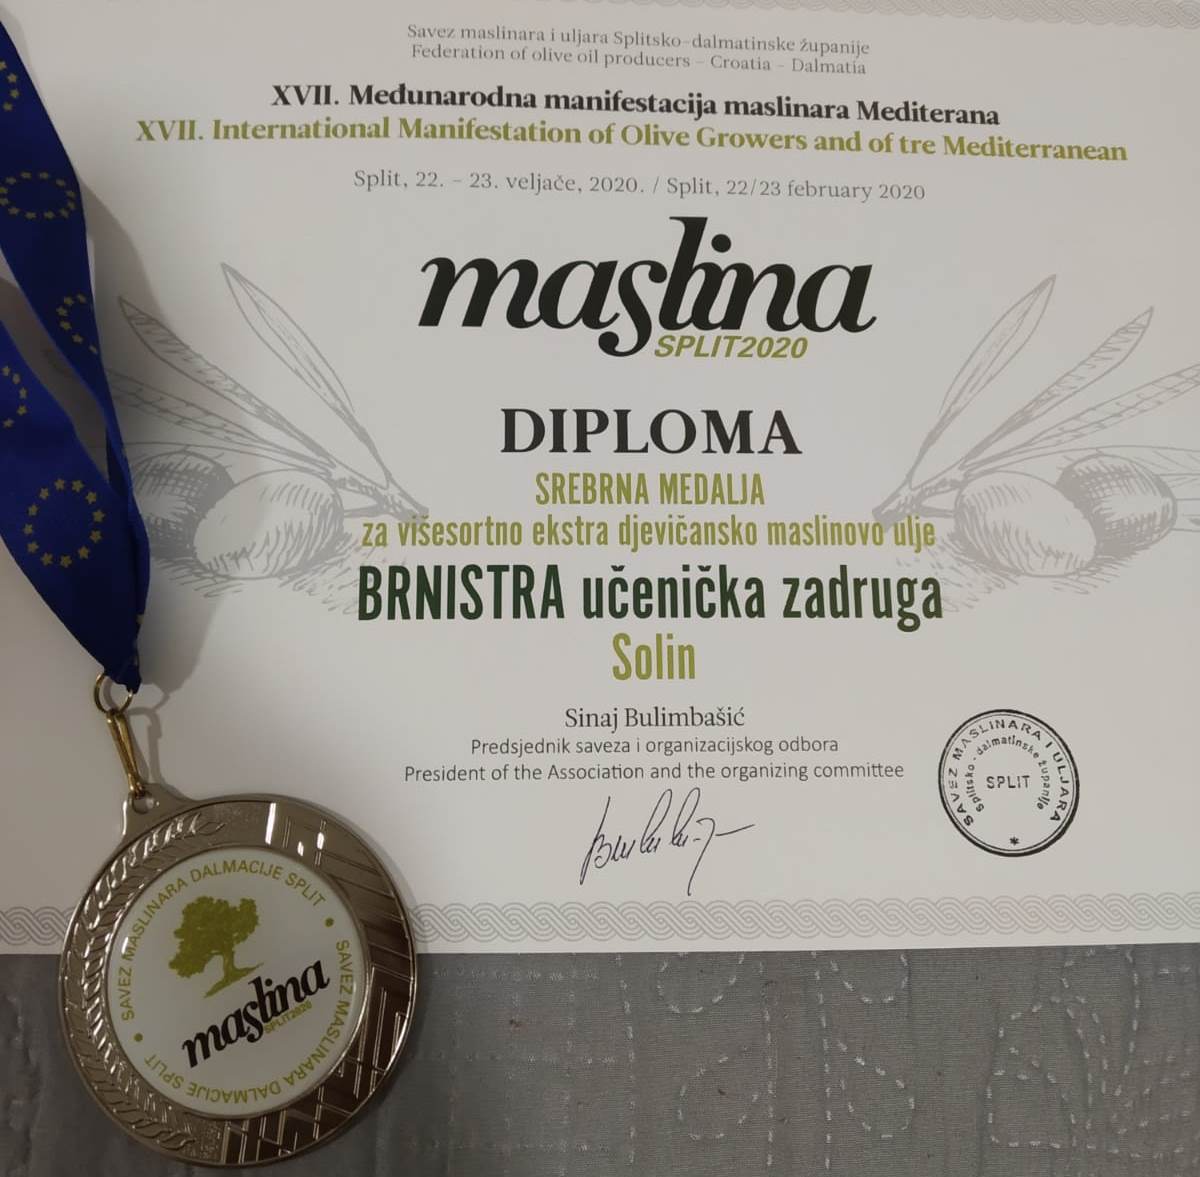 Savez maslinara i uljara Splitsko-dalmatinske županije
Federation of olive oil producers - Croatia - Dalmatia
XVII. Međunarodna manifestacija maslinara Mediterana
XVII. International Manifestation of Olive Growers and of tre Mediterranean
Split, 22. - 23. veljače, 2020. / Split, 22/23 february 2020
maslina
SPLIT2020
DIPLOMA
SREBRNA MEDALJA
za višesortno ekstra djevičansko maslinovo ulje
BRNISTRA učenička zadruga
Solin
Sinaj Bulimbašić
Predsjednik saveza i organizacijskog odbora
President of the Association and the organizing committee
SAVEZ MASLINARA I ULJARA
splitsko - dalmatinske županije
SPLIT
SAVEZ MASLINARA DALMACIJE SPLIT
SAVEZ MASLINARA DALMACIJE SPLIT
maslina
SPLIT2020